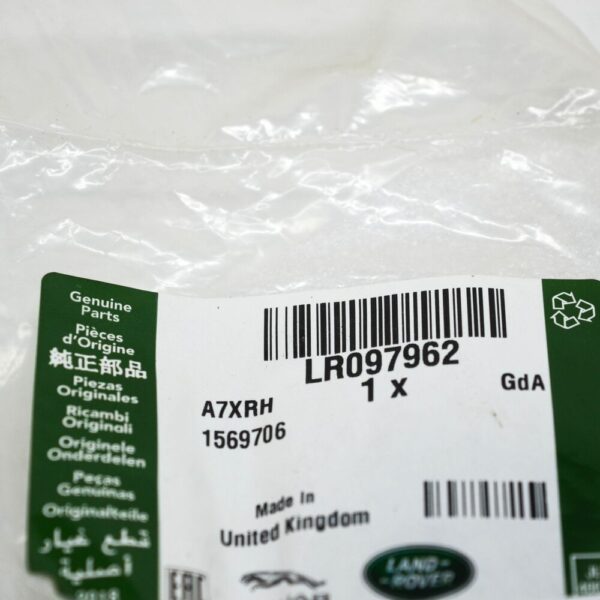 Genuine
Parts
Pièces
d'Origine
純正部品
Piezas
Originales
Ricambi
Originali
Originele
Onderdelen
Peças
Genuínas
Originalteile
قطع غيار
أصلية
LR097962
1 x
GdA
A7XRH
1569706
Made In
United Kingdom
EAC
LAND-
ROVER